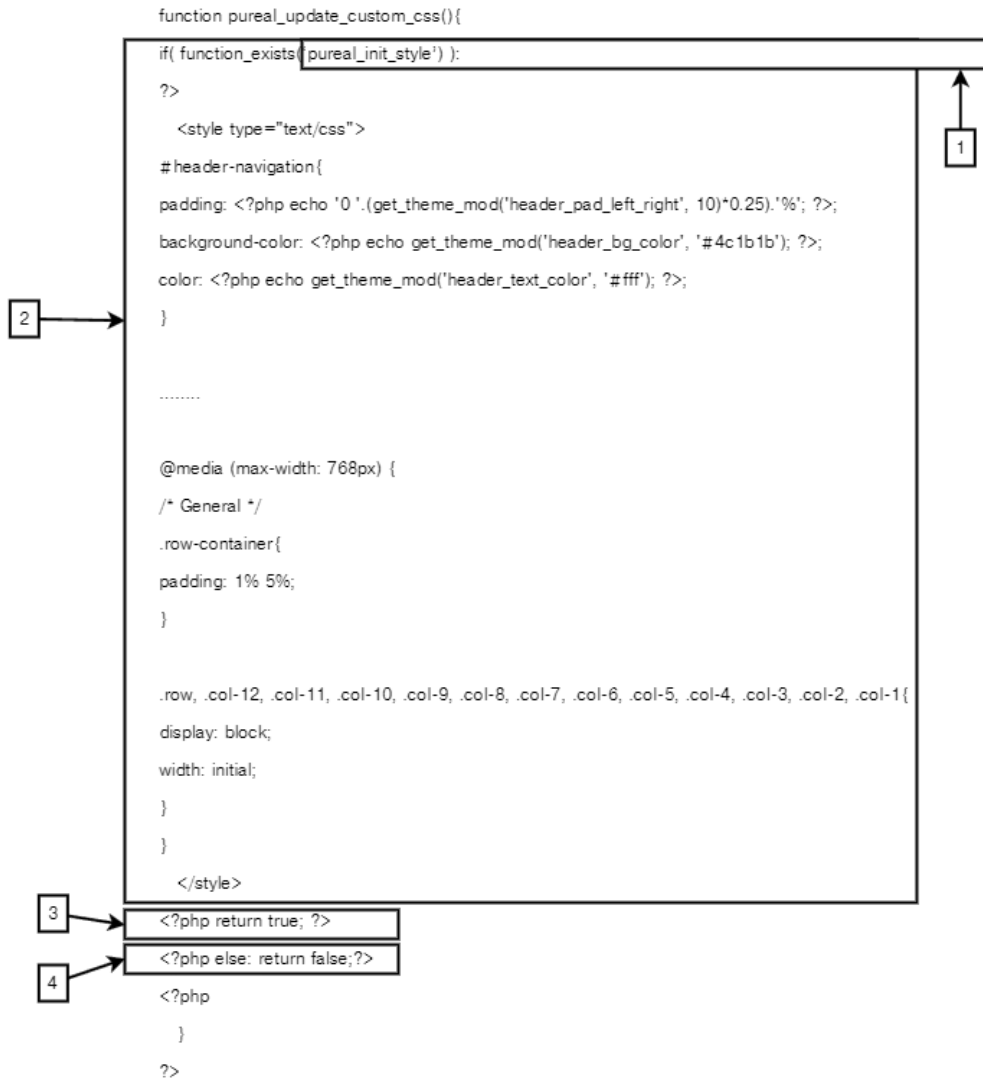 function pureal_update_custom_css(){
if( function_exists('pureal_init_style') ):
?>
<style type="text/css">
#header-navigation{
padding: <?php echo '0 '.(get_theme_mod('header_pad_left_right', 10)*0.25).'%'; ?>;
background-color: <?php echo get_theme_mod('header_bg_color', '#4c1b1b'); ?>;
color: <?php echo get_theme_mod('header_text_color', '#fff'); ?>;
}
........
@media (max-width: 768px) {
/* General */
.row-container{
padding: 1% 5%;
}
.row, .col-12, .col-11, .col-10, .col-9, .col-8, .col-7, .col-6, .col-5, .col-4, .col-3, .col-2, .col-1{
display: block;
width: initial;
}
}
</style>
<?php return true; ?>
<?php else: return false;?>
<?php
}
?>
1
2
3
4